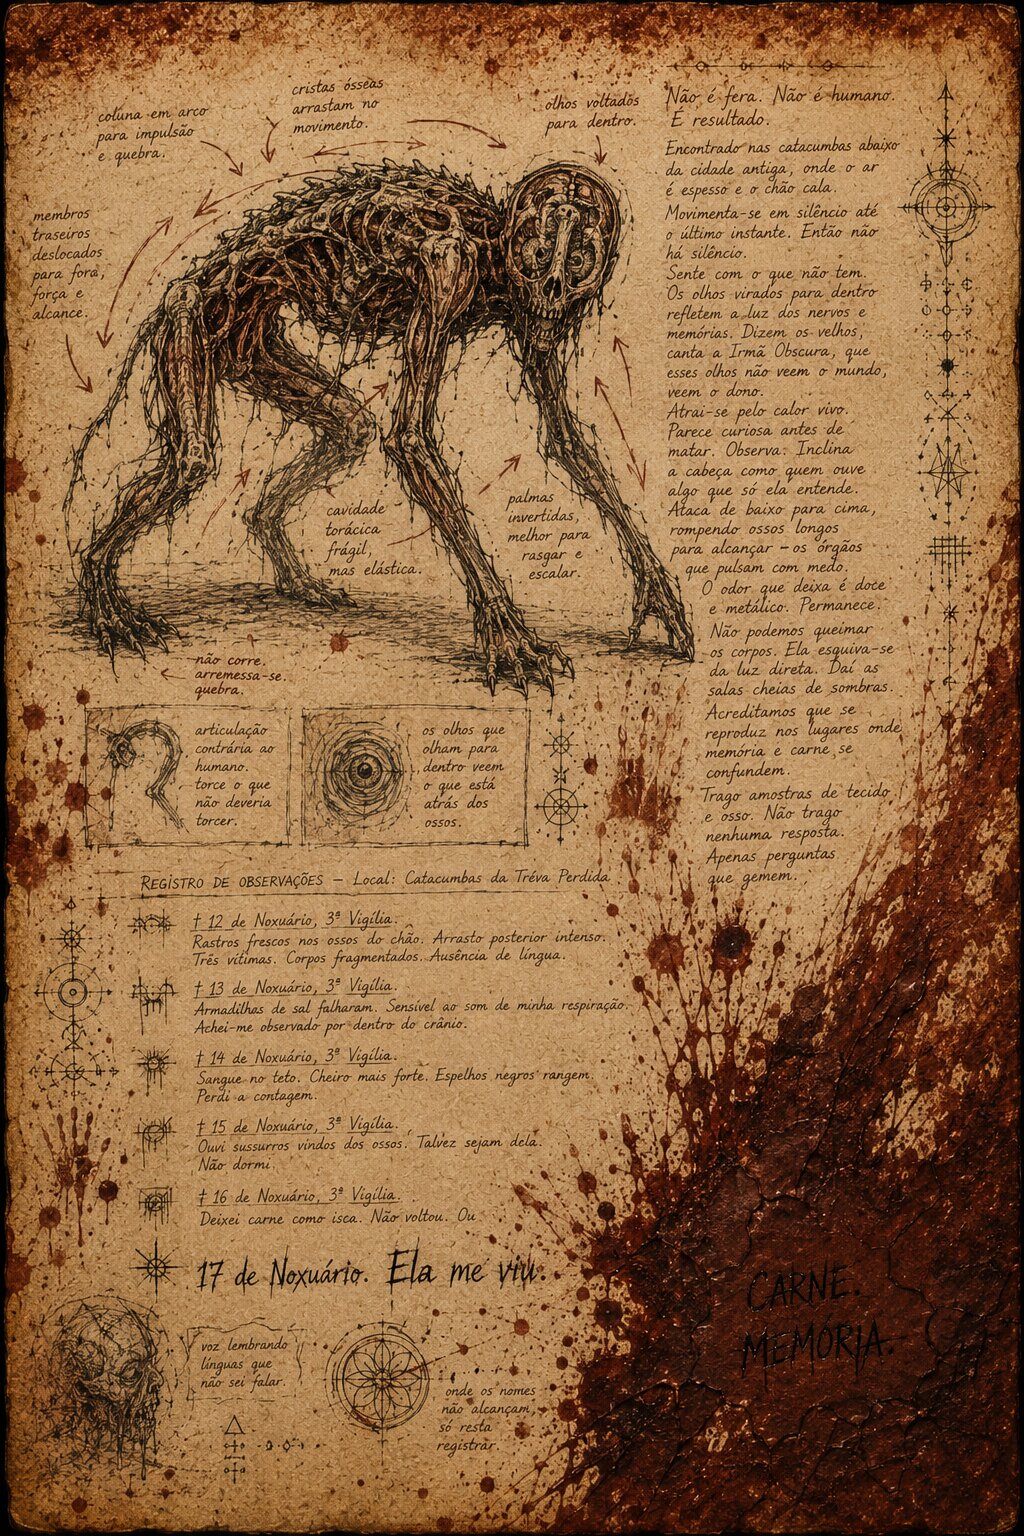 coluna em arco
para impulsão
e quebra.
cristas ósseas
arrastam no
movimento.
olhos voltados
para dentro.
membros
traseiros
deslocados
para fora,
força e
alcance.
cavidade
torácica
frágil,
mas elástica.
palmas
invertidas,
melhor para
rasgar e
escalar.
não corre.
arremessa-se.
quebra.
articulação
contrária ao
humano.
torce o que
não deveria
torcer.
os olhos que
olham para
dentro veem
o que está
atrás dos
ossos.
Não é fera. Não é humano.
É resultado.
Encontrado nas catacumbas abaixo
da cidade antiga, onde o ar
é espesso e o chão cala.
Movimenta-se em silêncio até
o último instante. Então não
há silêncio.
Sente com o que não tem.
Os olhos virados para dentro
refletem a luz dos nervos e
memórias. Dizem os velhos,
canta a Irmã Obscura, que
esses olhos não veem o mundo,
veem o dono.
Atrai-se pelo calor vivo.
Parece curiosa antes de
matar. Observa. Inclina
a cabeça como quem ouve
algo que só ela entende.
Ataca de baixo para cima,
rompendo ossos longos
para alcançar – os órgãos
que pulsam com medo.
O odor que deixa é doce
e metálico. Permanece.
Não podemos queimar
os corpos. Ela esquiva-se
da luz direta. Daí as
salas cheias de sombras.
Acreditamos que se
reproduz nos lugares onde
memória e carne se
confundem.
Trago amostras de tecido
e osso. Não trago
nenhuma resposta.
Apenas perguntas
que gemem.
REGISTRO DE OBSERVAÇÕES – Local: Catacumbas da Tréva Perdida
† 12 de Noxuário, 3ª Vigília.
Rastros frescos nos ossos do chão. Arrasto posterior intenso.
Três vítimas. Corpos fragmentados. Ausência de língua.
† 13 de Noxuário, 3ª Vigília.
Armadilhas de sal falharam. Sensível ao som de minha respiração.
Achei-me observado por dentro do crânio.
† 14 de Noxuário, 3ª Vigília.
Sangue no teto. Cheiro mais forte. Espelhos negros rangem.
Perdi a contagem.
† 15 de Noxuário, 3ª Vigília.
Ouvi sussurros vindos dos ossos. Talvez sejam dela.
Não dormi
† 16 de Noxuário, 3ª Vigília.
Deixei carne como isca. Não voltou. Ou
17 de Noxuário. Ela me viu.
voz lembrando
línguas que
não sei falar.
onde os nomes
não alcançam,
só resta
registrar
CARNE.
MEMÓRIA.